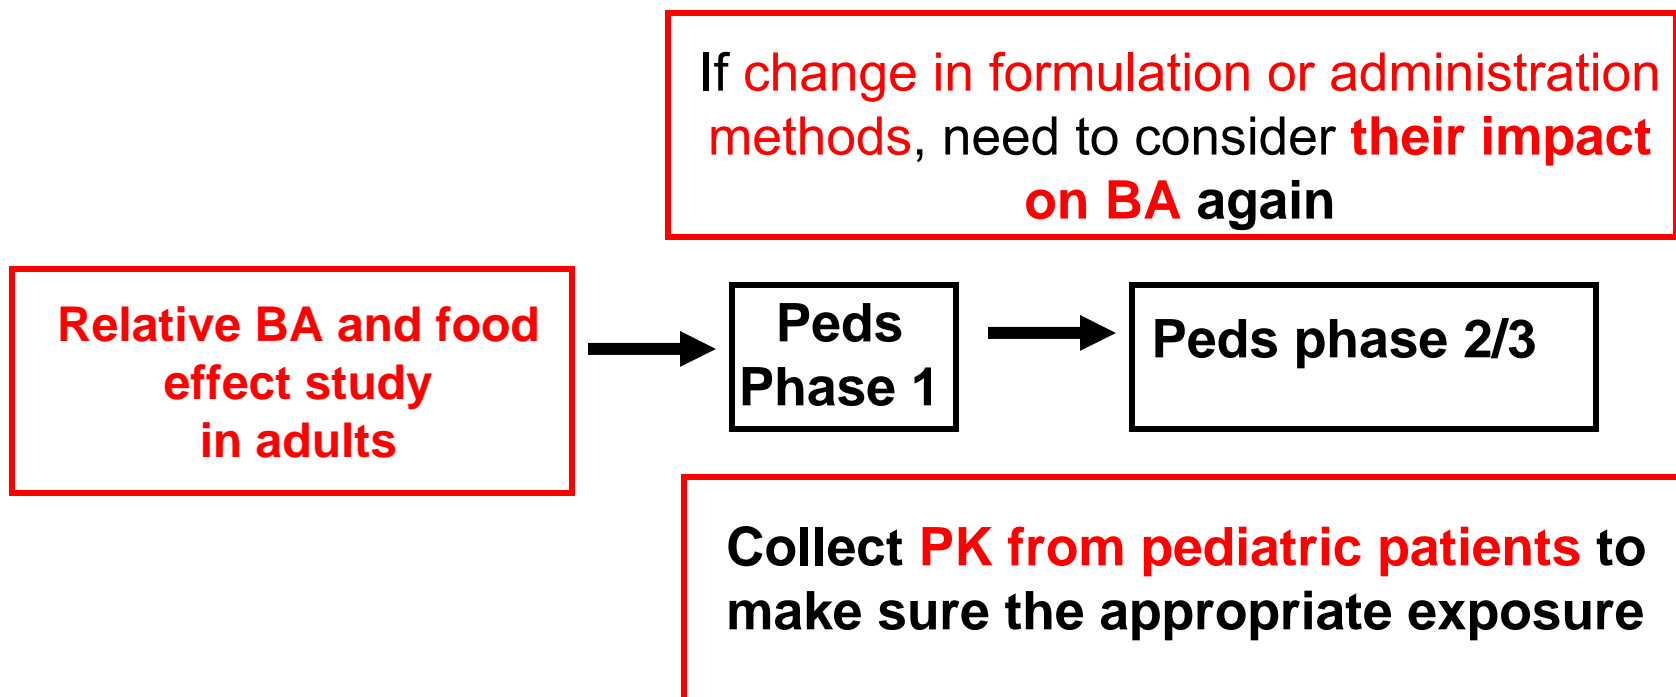 If change in formulation or administration
methods, need to consider their impact
on BA again
Relative BA and food
effect study
in adults
Peds
Phase 1
Peds phase 2/3
Collect PK from pediatric patients to
make sure the appropriate exposure